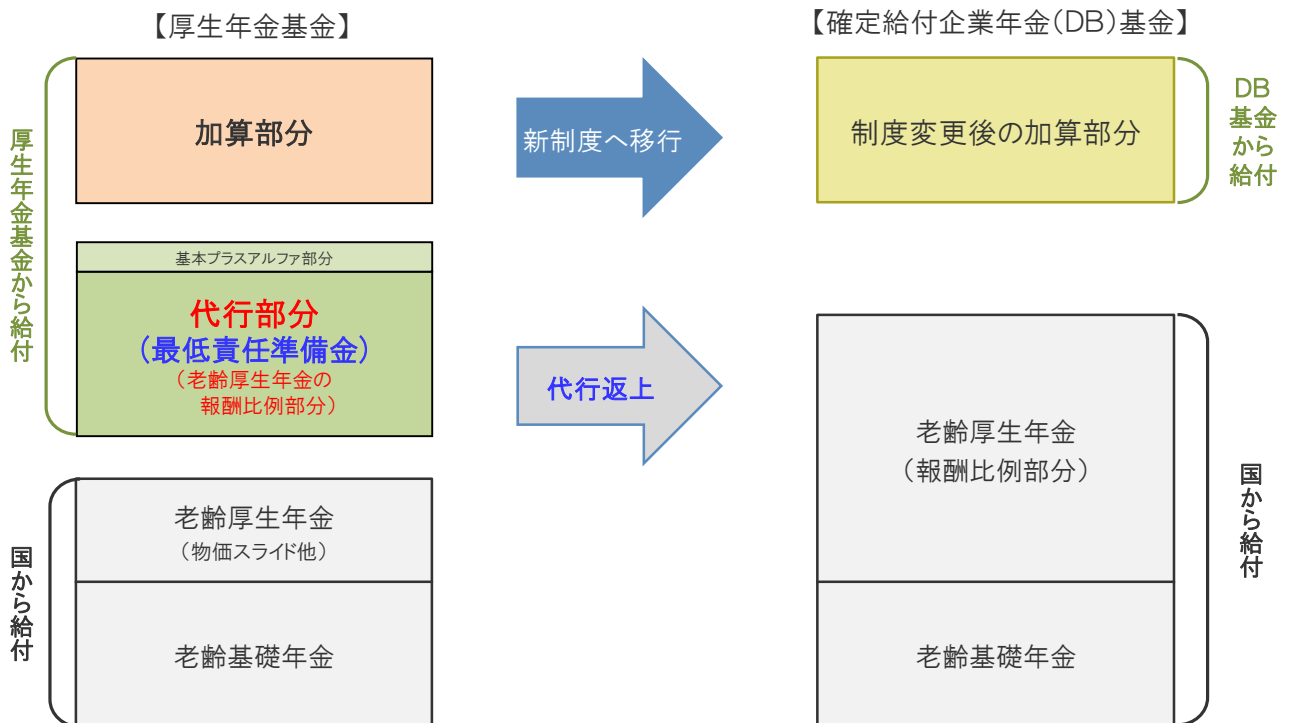 【厚生年金基金】
厚生年金基金から給付
加算部分
基本プラスアルファ部分
代行部分
（最低責任準備金）
（老齢厚生年金の
報酬比例部分）
国から給付
老齢厚生年金
（物価スライド他）
老齢基礎年金
新制度へ移行
代行返上
【確定給付企業年金（DB）基金】
制度変更後の加算部分
DB
基金
から
給付
老齢厚生年金
（報酬比例部分）
老齢基礎年金
国から給付